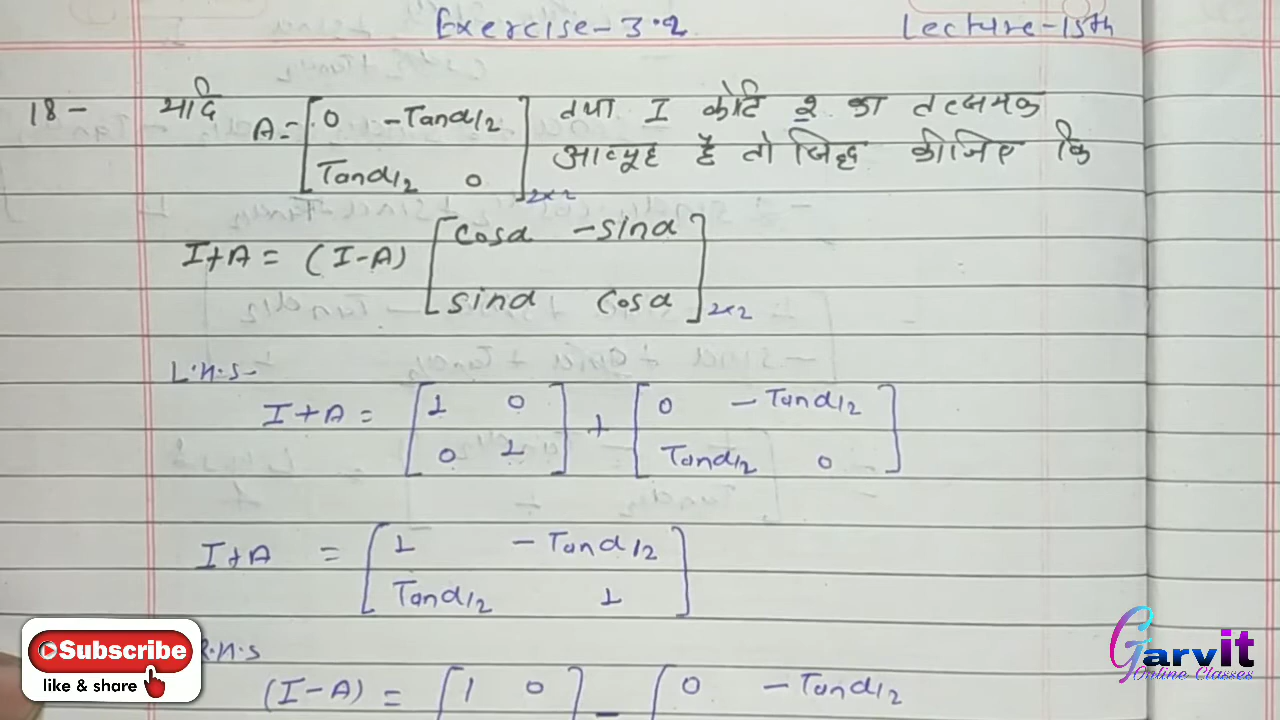 Exercise-3.2 Lecture-15th
18- यदि A = [0 -Tanα/2
Tanα/2 0]2x2 तथा I कोटि 2 का तत्समक
आव्यूह है तो सिद्ध कीजिए कि
I+A = (I-A) [cosα -sinα
sinα cosα]2x2
L.H.S-
I+A = [1 0
0 1] + [0 -Tanα/2
Tanα/2 0]
I+A = [1 -Tanα/2
Tanα/2 1]
R.H.S
(I-A) = [1 0] - [0 -Tanα/2
Subscribe
like & share
Garvit
Online Classes